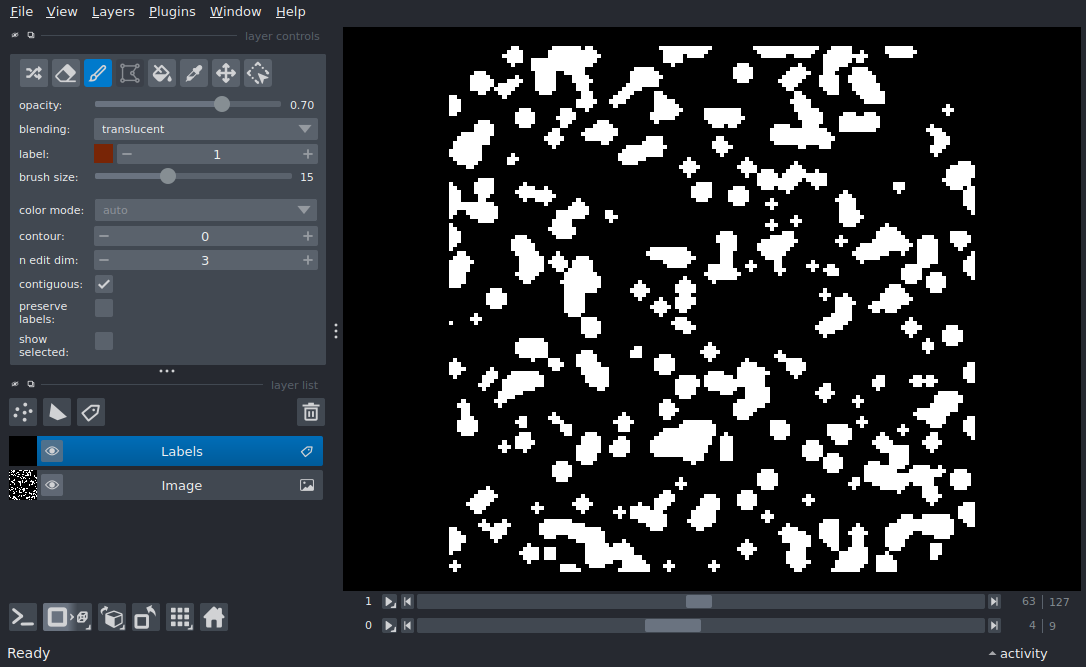 File View Layers Plugins Window Help
layer controls
opacity: 0.70
blending: translucent
label: 1
brush size: 15
color mode: auto
contour: 0
n edit dim: 3
contiguous:
preserve
labels:
show
selected:
layer list
Labels
Image
1 63 127
0 4 9
Ready activity